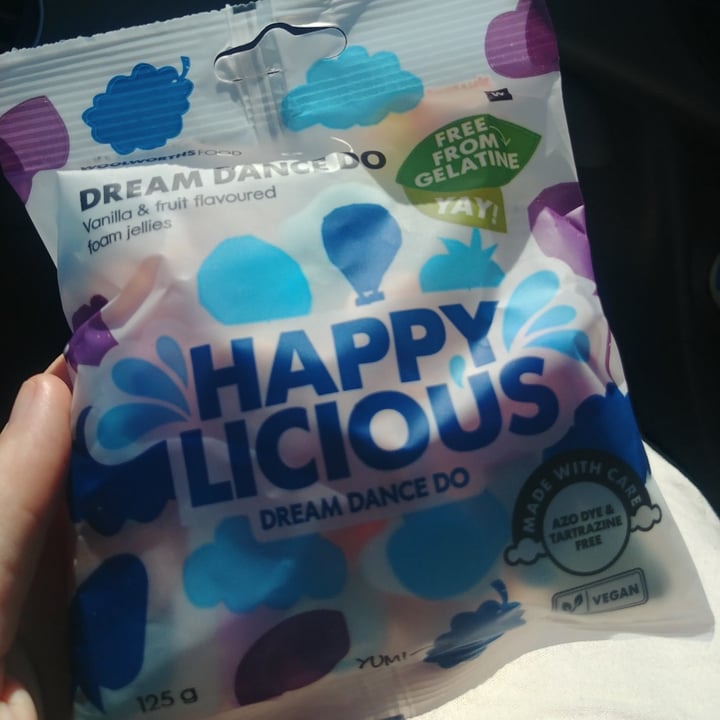 W
WOOLWORTHS FOOD
DREAM DANCE DO
Vanilla & fruit flavoured
foam jellies
FREE
FROM
GELATINE
YAY!
HAPPY
LICIOUS
DREAM DANCE DO
MADE WITH CARE
AZO DYE &
TARTRAZINE
FREE
VEGAN
YUM!
125 g